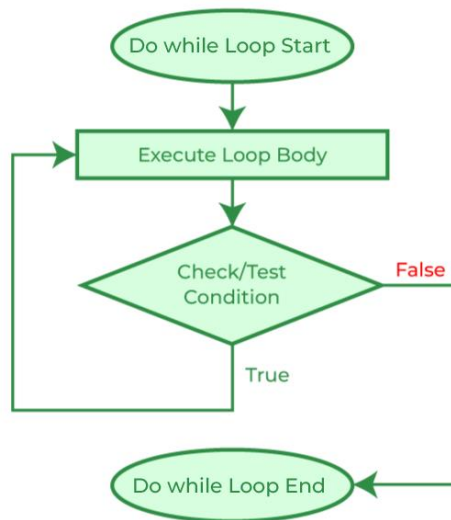 Do while Loop Start
Execute Loop Body
Check/Test
Condition
False
True
Do while Loop End